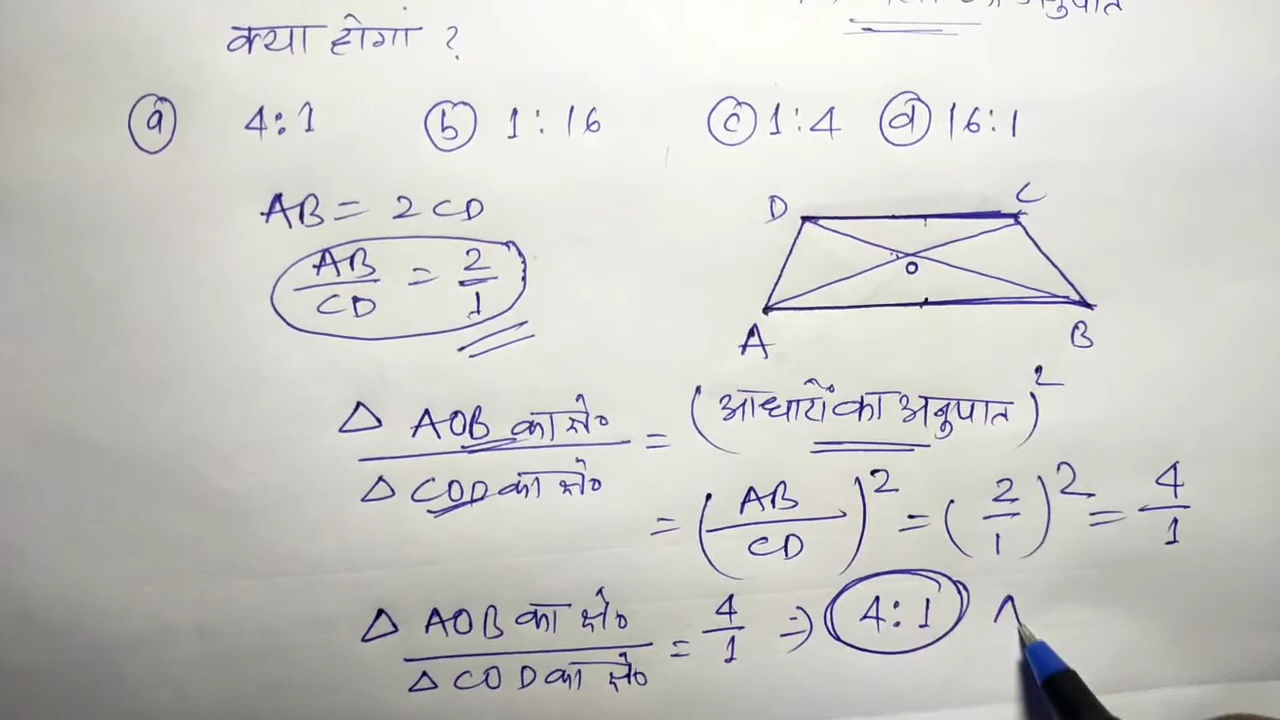 अनुपात
क्या होगा ?
(a) 4:1 (b) 1:16 (c) 1:4 (d) 16:1
AB = 2CD
AB/CD = 2/1
D C
O
A B
△ AOB का क्षे० / △ COD का क्षे० = (आधारों का अनुपात)²
= (AB/CD)² = (2/1)² = 4/1
△ AOB का क्षे० / △ COD का क्षे० = 4/1 ⇒ 4:1